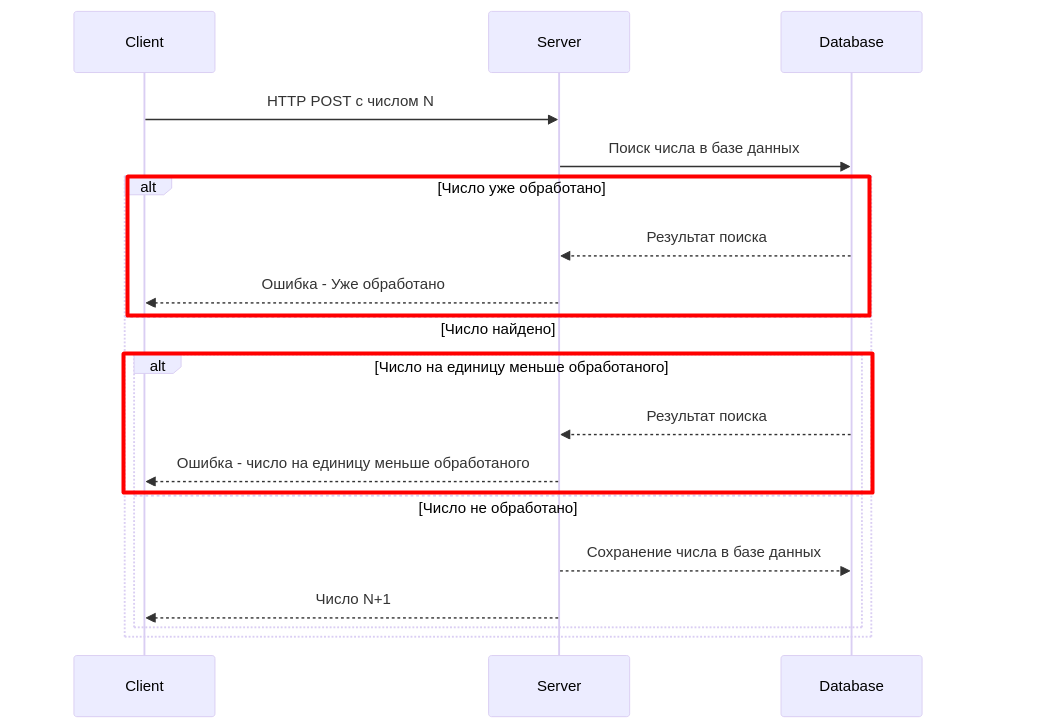 Client Server Database
HTTP POST с числом N
Поиск числа в базе данных
alt [Число уже обработано]
Результат поиска
Ошибка - Уже обработано
[Число найдено]
alt [Число на единицу меньше обработаного]
Результат поиска
Ошибка - число на единицу меньше обработаного
[Число не обработано]
Сохранение числа в базе данных
Число N+1
Client Server Database